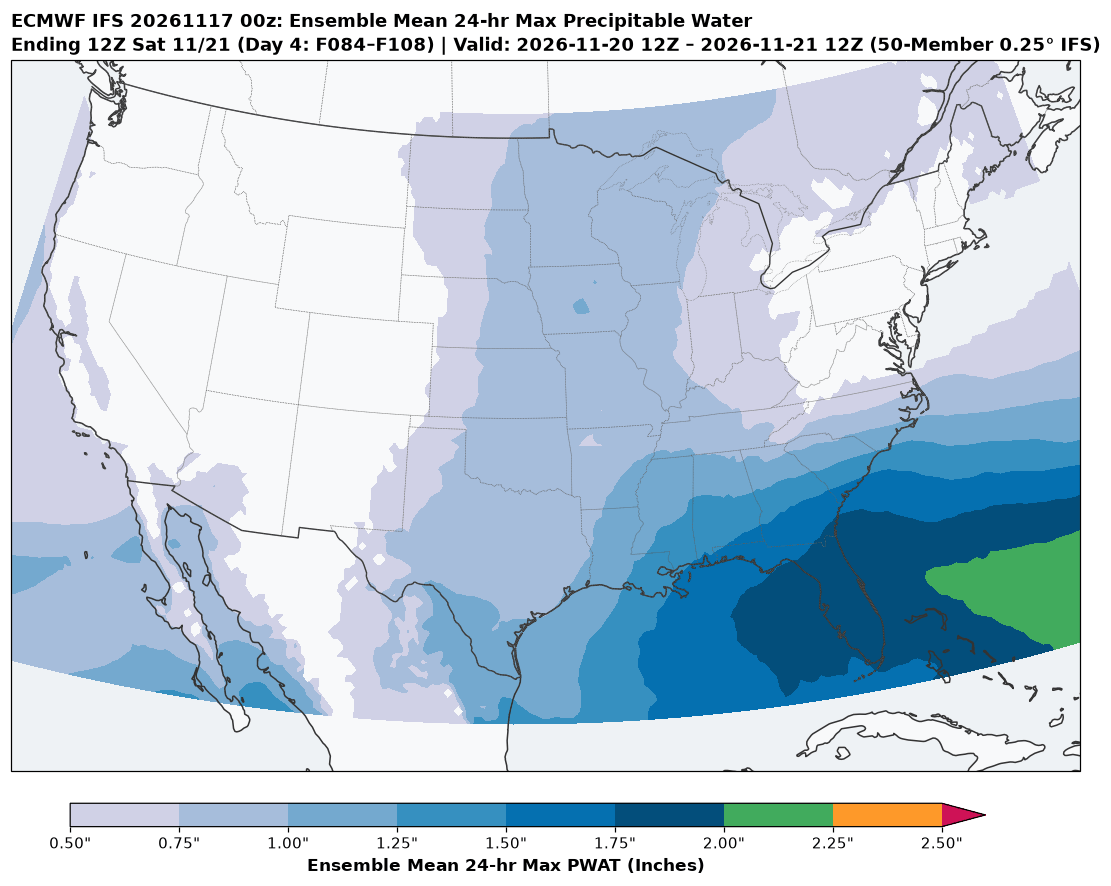 ECMWF IFS 20261117 00z: Ensemble Mean 24-hr Max Precipitable Water
Ending 12Z Sat 11/21 (Day 4: F084–F108) | Valid: 2026-11-20 12Z – 2026-11-21 12Z (50-Member 0.25° IFS)
0.50" 0.75" 1.00" 1.25" 1.50" 1.75" 2.00" 2.25" 2.50"
Ensemble Mean 24-hr Max PWAT (Inches)